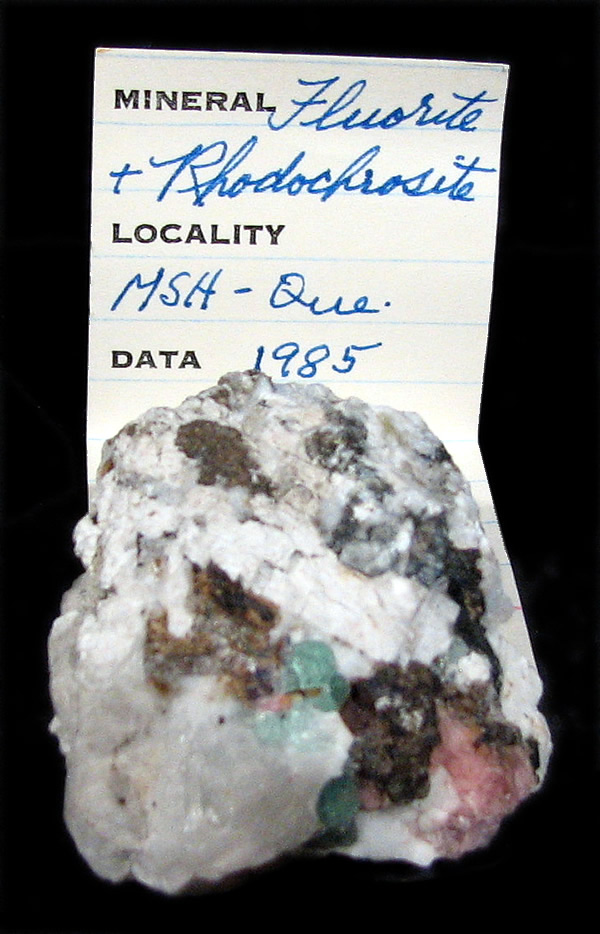 MINERAL Fluorite
+ Rhodochrosite
LOCALITY
MSH - Que.
DATA 1985